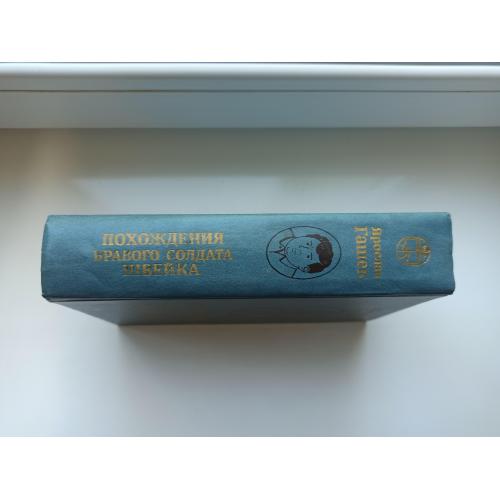 Ярослав
Гашек
ПОХОЖДЕНИЯ
БРАВОГО СОЛДАТА
ШВЕЙКА